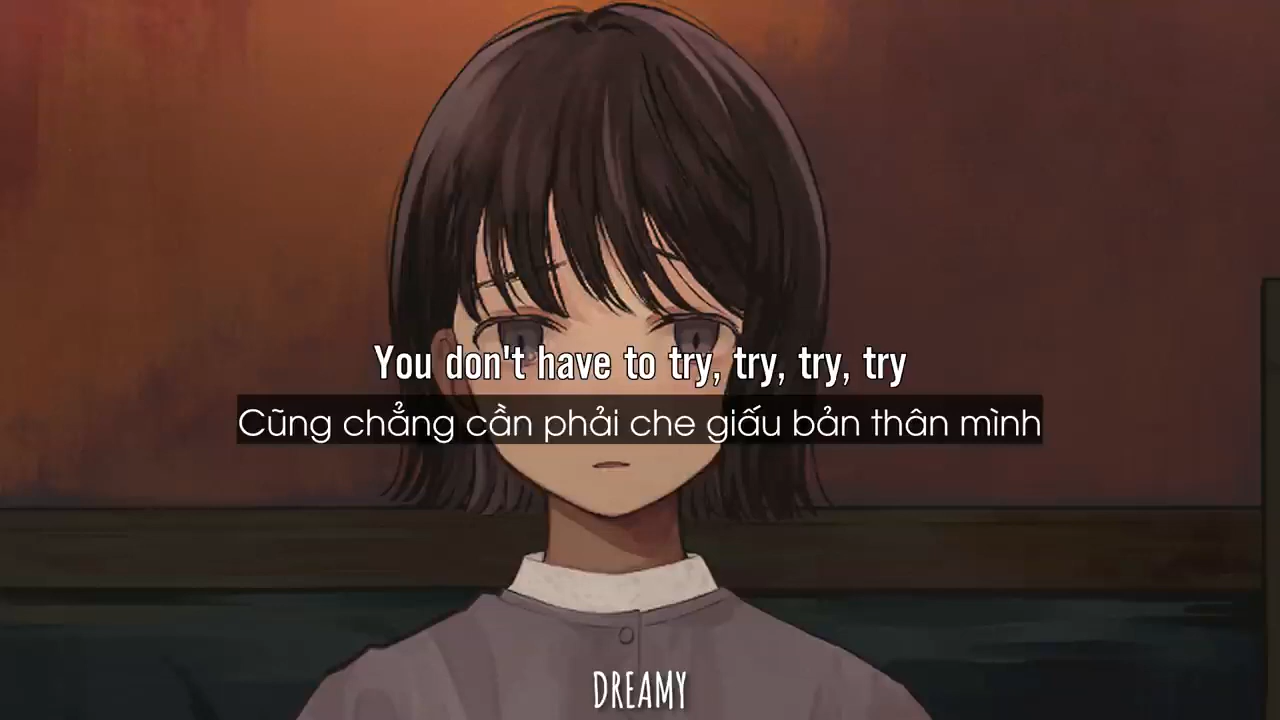 You don't have to try, try, try, try
Cũng chẳng cần phải che giấu bản thân mình
DREAMY